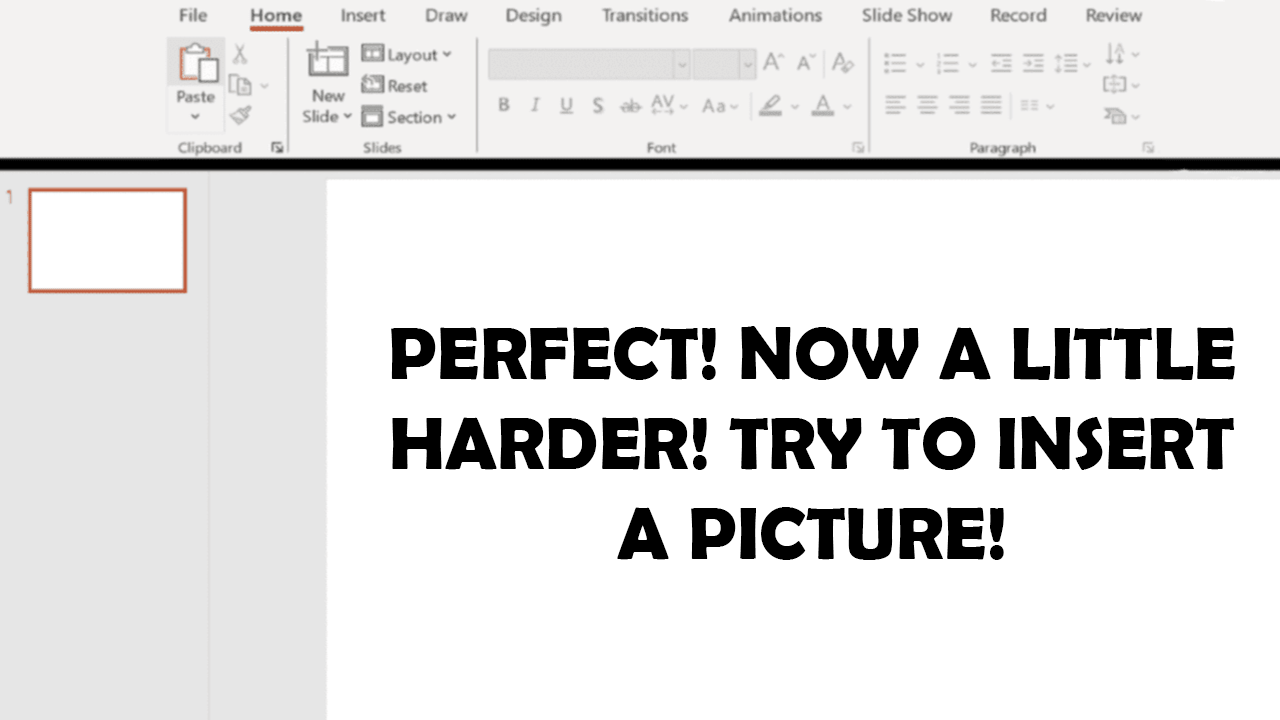 File Home Insert Draw Design Transitions Animations Slide Show Record Review
Paste
Clipboard
New
Slide
Layout
Reset
Section
Slides
B I U S ab AV Aa A
A A A
Font
Paragraph
1
PERFECT! NOW A LITTLE
HARDER! TRY TO INSERT
A PICTURE!